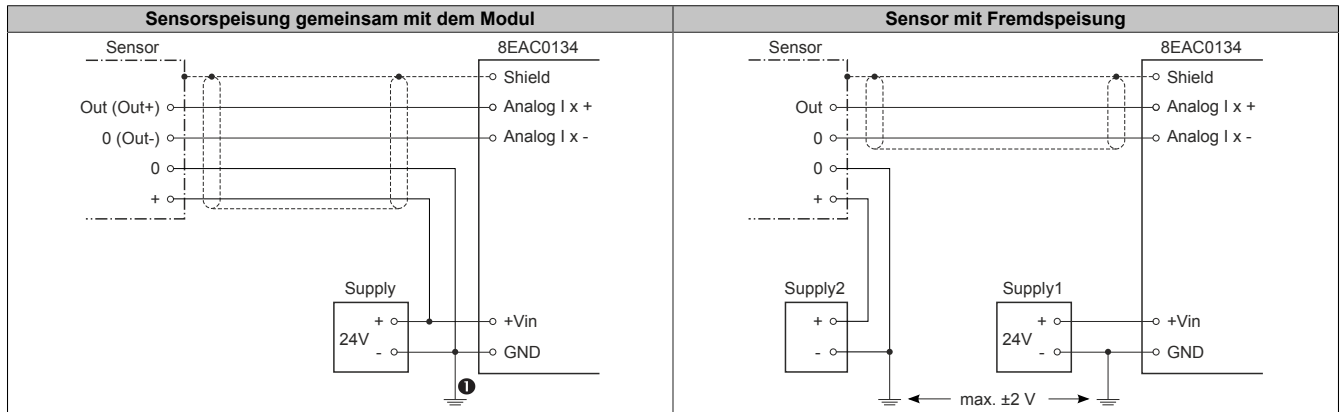 Sensorspeisung gemeinsam mit dem Modul
Sensor
8EAC0134
Shield
Out (Out+)
Analog I x +
0 (Out-)
Analog I x -
0
+
Supply
+
24V
-
+Vin
GND
❶
Sensor mit Fremdspeisung
Sensor
8EAC0134
Shield
Out
Analog I x +
0
Analog I x -
0
+
Supply2
+
-
Supply1
+
24V
-
+Vin
GND
max. ±2 V